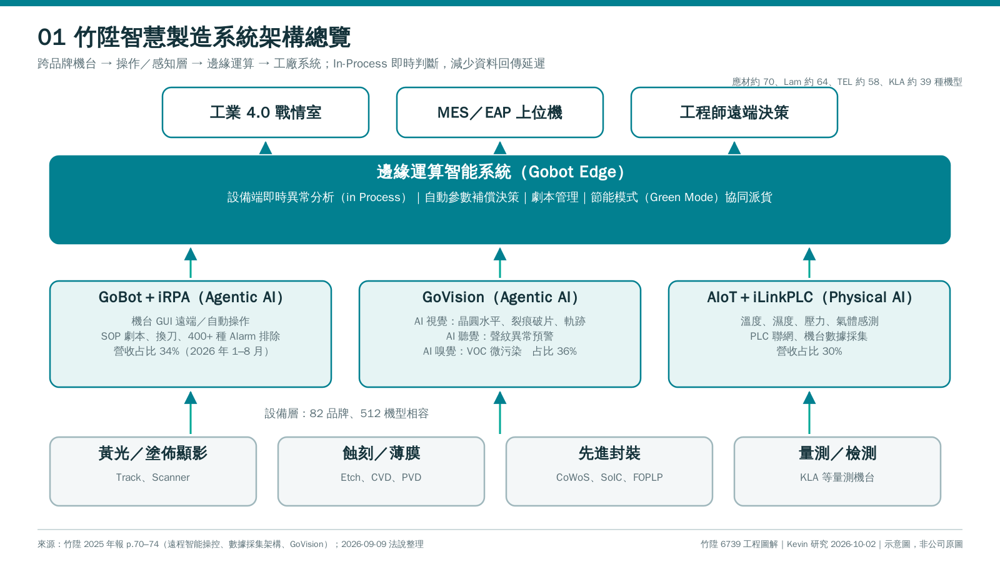 01 竹陞智慧製造系統架構總覽
跨品牌機台 → 操作／感知層 → 邊緣運算 → 工廠系統；In-Process 即時判斷，減少資料回傳延遲
應材約 70、Lam 約 64、TEL 約 58、KLA 約 39 種機型
工業 4.0 戰情室
MES／EAP 上位機
工程師遠端決策
邊緣運算智能系統（Gobot Edge）
設備端即時異常分析（in Process）｜自動參數補償決策｜劇本管理｜節能模式（Green Mode）協同派貨
GoBot＋iRPA（Agentic AI）
機台 GUI 遠端／自動操作
SOP 劇本、換刀、400+ 種 Alarm 排除
營收占比 34%（2026 年 1–8 月）
GoVision（Agentic AI）
AI 視覺：晶圓水平、裂痕破片、軌跡
AI 聽覺：聲紋異常預警
AI 嗅覺：VOC 微污染　占比 36%
AIoT＋iLinkPLC（Physical AI）
溫度、濕度、壓力、氣體感測
PLC 聯網、機台數據採集
營收占比 30%
設備層：82 品牌、512 機型相容
黃光／塗佈顯影
Track、Scanner
蝕刻／薄膜
Etch、CVD、PVD
先進封裝
CoWoS、SoIC、FOPLP
量測／檢測
KLA 等量測機台
來源：竹陞 2025 年報 p.70–74（遠程智能操控、數據採集架構、GoVision）；2026-09-09 法說整理
竹陞 6739 工程圖解｜Kevin 研究 2026-10-02｜示意圖，非公司原圖